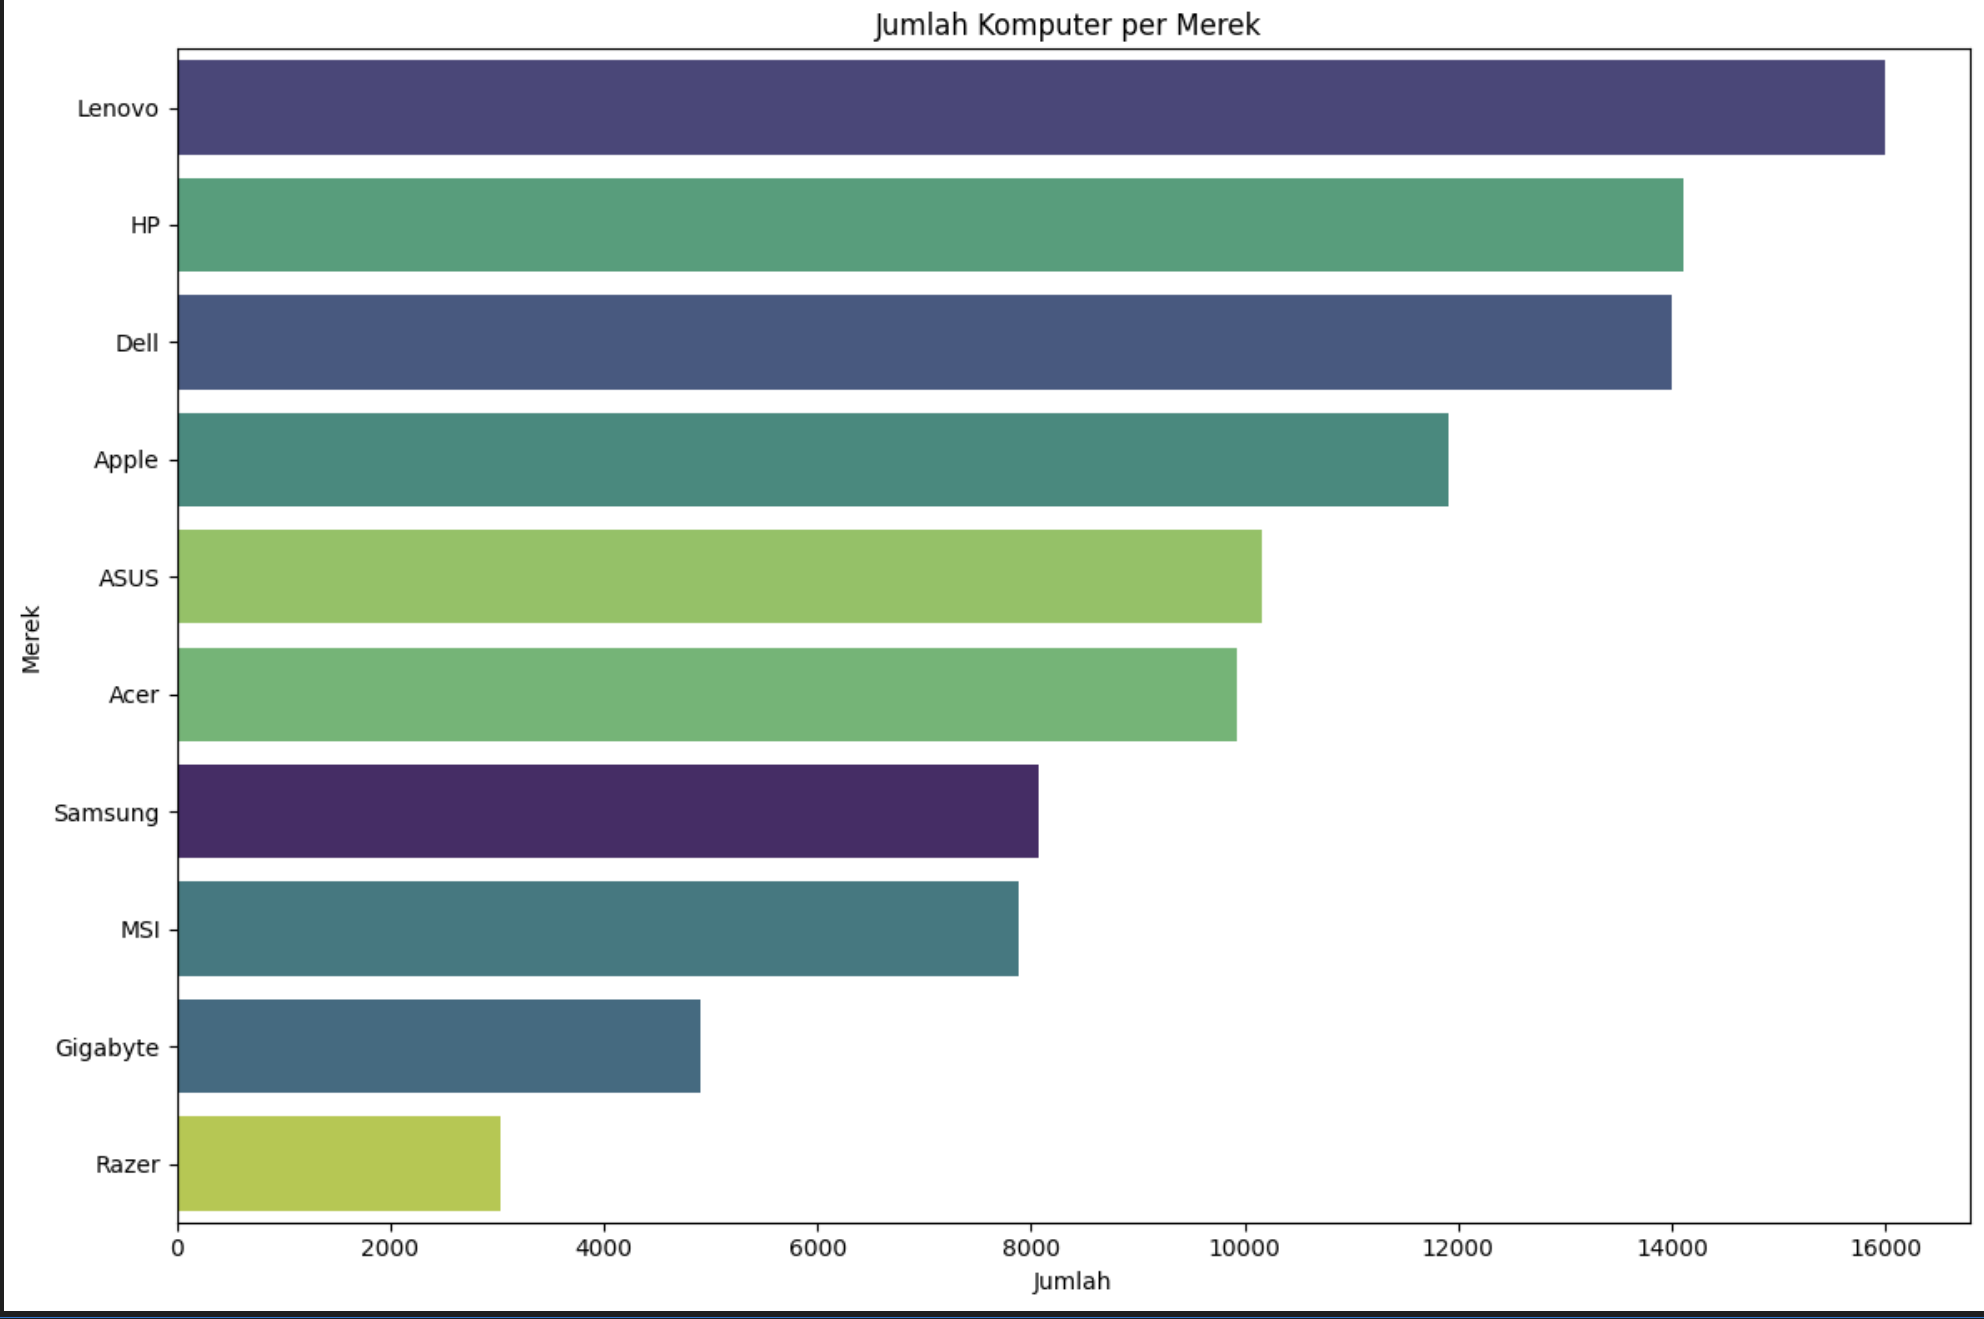 Jumlah Komputer per Merek
Merek
Lenovo
HP
Dell
Apple
ASUS
Acer
Samsung
MSI
Gigabyte
Razer
0 2000 4000 6000 8000 10000 12000 14000 16000
Jumlah